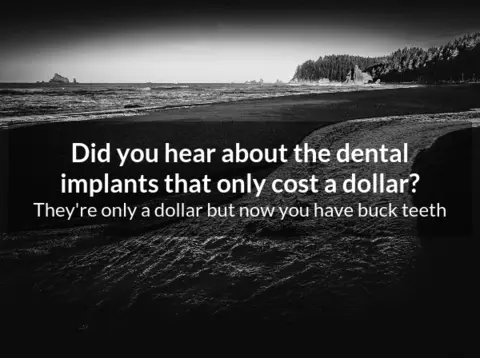 Did you hear about the dental
implants that only cost a dollar?
They're only a dollar but now you have buck teeth